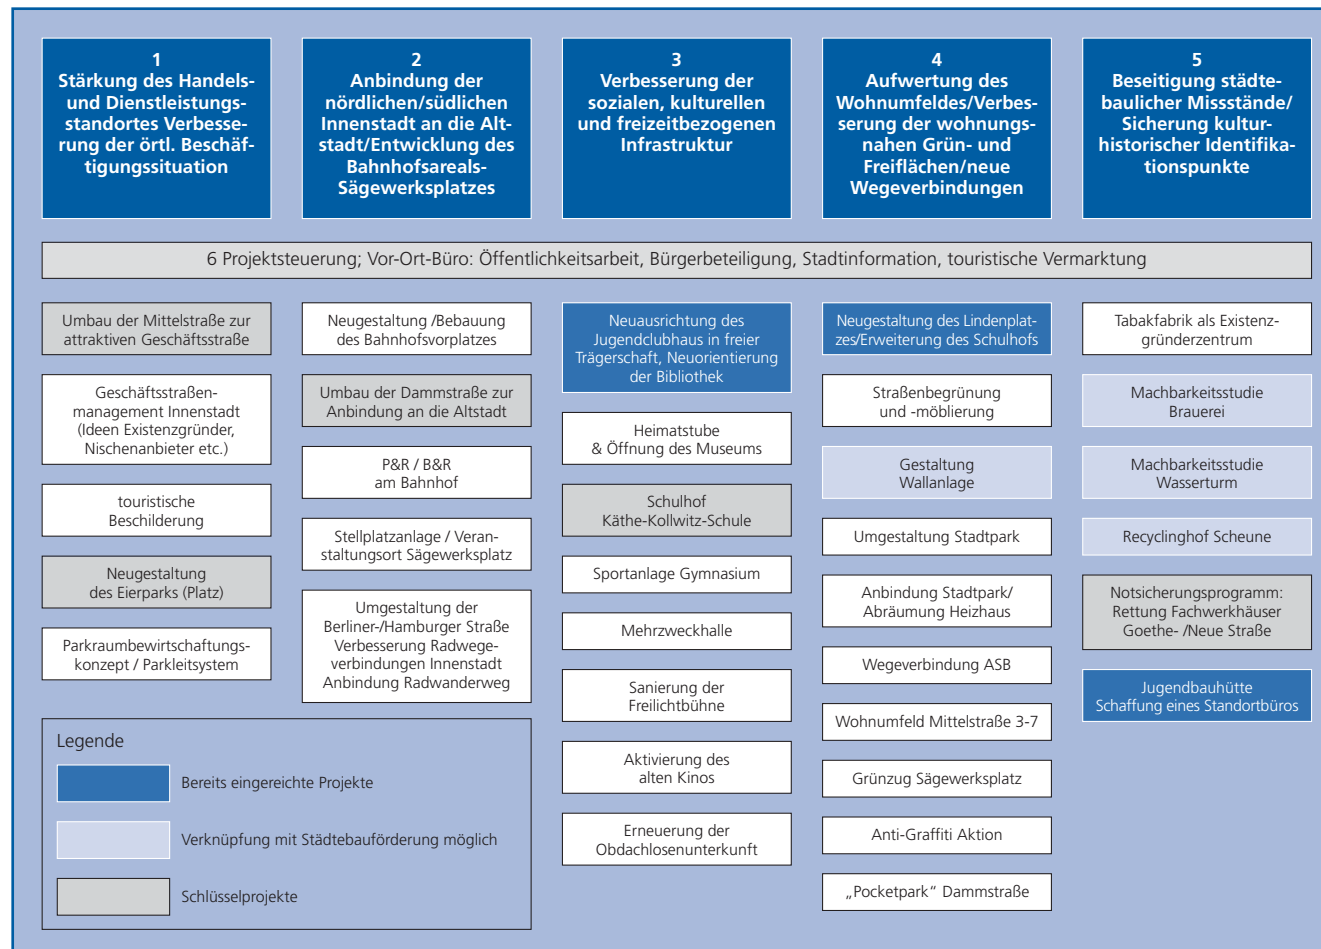 1
Stärkung des Handels-
und Dienstleistungs-
standortes Verbesse-
rung der örtl. Beschäf-
tigungssituation
2
Anbindung der
nördlichen/südlichen
Innenstadt an die Alt-
stadt/Entwicklung des
Bahnhofsareals-
Sägewerksplatzes
3
Verbesserung der
sozialen, kulturellen
und freizeitbezogenen
Infrastruktur
4
Aufwertung des
Wohnumfeldes/Verbes-
serung der wohnungs-
nahen Grün- und
Freiflächen/neue
Wegeverbindungen
5
Beseitigung städte-
baulicher Missstände/
Sicherung kultur-
historischer Identifika-
tionspunkte
6 Projektsteuerung; Vor-Ort-Büro: Öffentlichkeitsarbeit, Bürgerbeteiligung, Stadtinformation, touristische Vermarktung
Umbau der Mittelstraße zur
attraktiven Geschäftsstraße
Geschäftsstraßen-
management Innenstadt
(Ideen Existenzgründer,
Nischenanbieter etc.)
touristische
Beschilderung
Neugestaltung
des Eierparks (Platz)
Parkraumbewirtschaftungs-
konzept / Parkleitsystem
Neugestaltung /Bebauung
des Bahnhofsvorplatzes
Umbau der Dammstraße zur
Anbindung an die Altstadt
P&R / B&R
am Bahnhof
Stellplatzanlage / Veran-
staltungsort Sägewerksplatz
Umgestaltung der
Berliner-/Hamburger Straße
Verbesserung Radwege-
verbindungen Innenstadt
Anbindung Radwanderweg
Neuausrichtung des
Jugendclubhaus in freier
Trägerschaft, Neuorientierung
der Bibliothek
Heimatstube
& Öffnung des Museums
Schulhof
Käthe-Kollwitz-Schule
Sportanlage Gymnasium
Mehrzweckhalle
Sanierung der
Freilichtbühne
Aktivierung des
alten Kinos
Erneuerung der
Obdachlosenunterkunft
Neugestaltung des Lindenplat-
zes/Erweiterung des Schulhofs
Straßenbegrünung
und -möblierung
Gestaltung
Wallanlage
Umgestaltung Stadtpark
Anbindung Stadtpark/
Abräumung Heizhaus
Wegeverbindung ASB
Wohnumfeld Mittelstraße 3-7
Grünzug Sägewerksplatz
Anti-Graffiti Aktion
„Pocketpark“ Dammstraße
Tabakfabrik als Existenz-
gründerzentrum
Machbarkeitsstudie
Brauerei
Machbarkeitsstudie
Wasserturm
Recyclinghof Scheune
Notsicherungsprogramm:
Rettung Fachwerkhäuser
Goethe- /Neue Straße
Jugendbauhütte
Schaffung eines Standortbüros
Legende
Bereits eingereichte Projekte
Verknüpfung mit Städtebauförderung möglich
Schlüsselprojekte